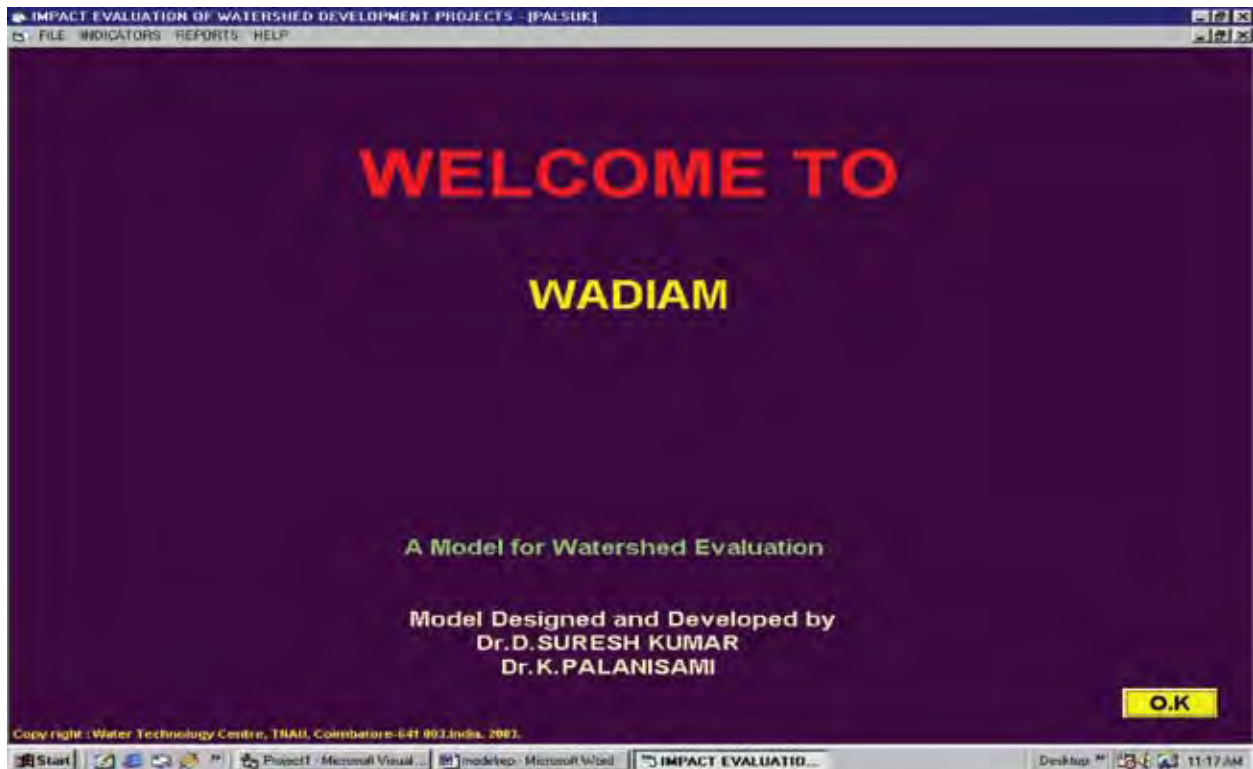 IMPACT EVALUATION OF WATERSHED DEVELOPMENT PROJECTS - [PALSUK]
FILE INDICATORS REPORTS HELP
WELCOME TO
WADIAM
A Model for Watershed Evaluation
Model Designed and Developed by
Dr.D.SURESH KUMAR
Dr.K.PALANISAMI
O.K
Copy right : Water Technology Centre, TNAU, Coimbatore-641 003.India, 2003.
Start Project1 - Microsoft Visual ... modelrep - Microsoft Word IMPACT EVALUATIO... Desktop 11:17 AM